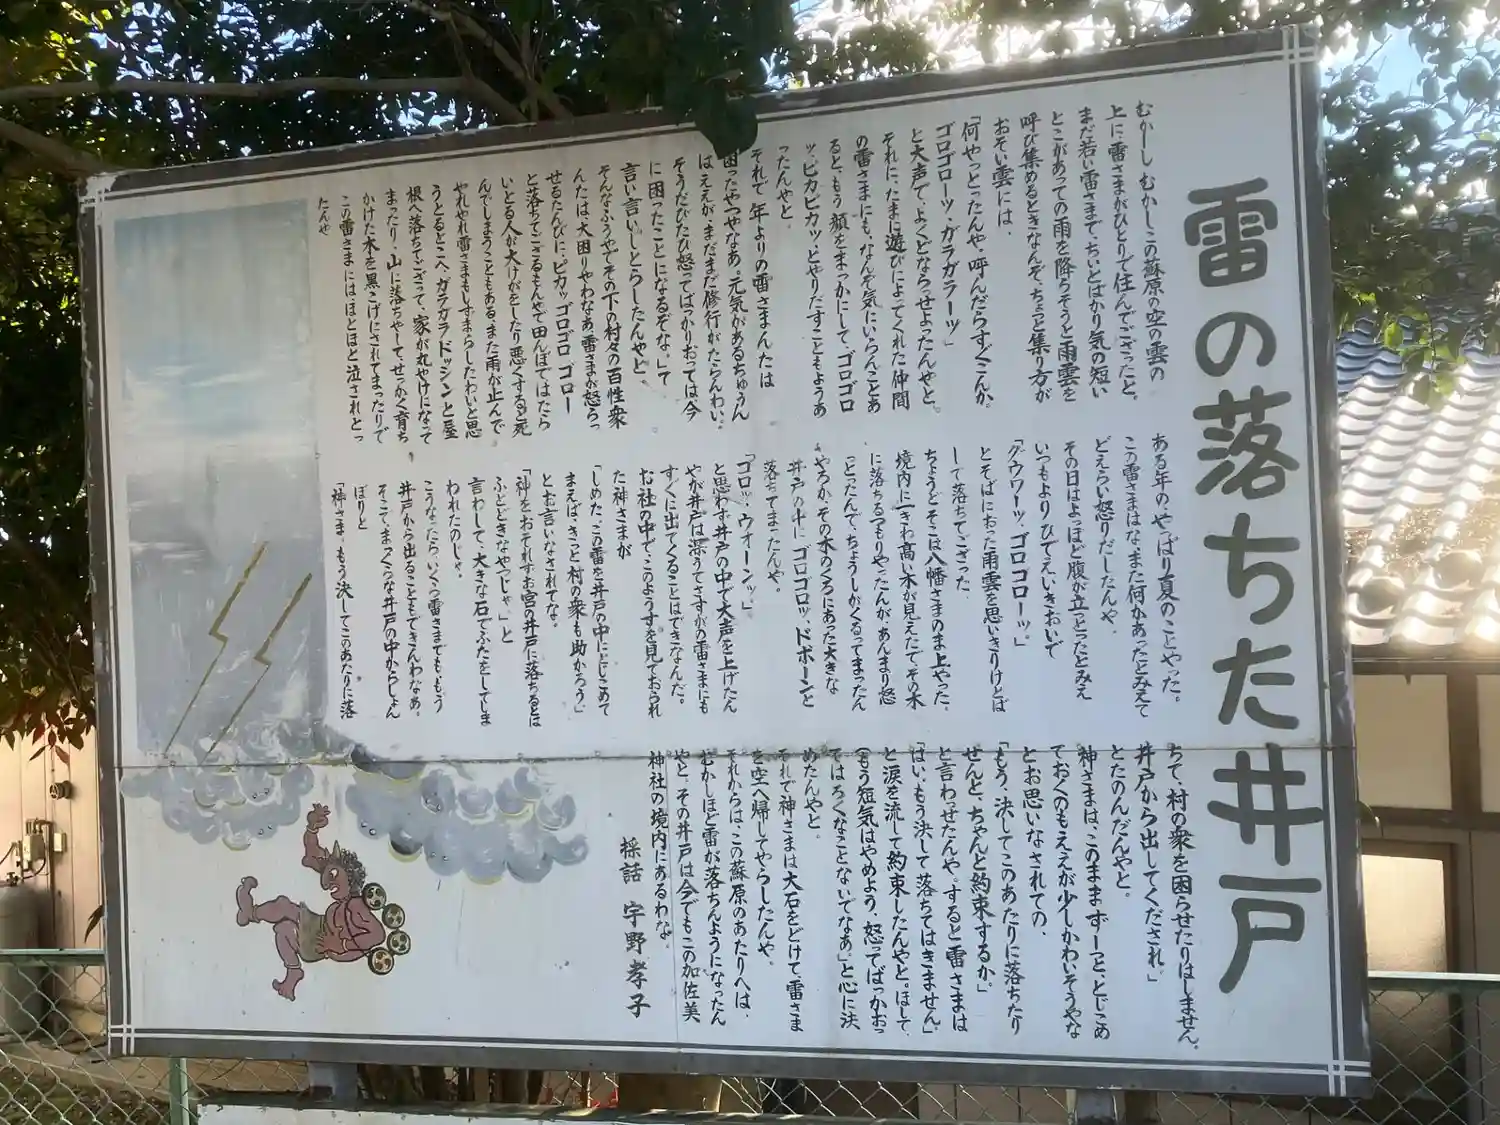 雷の落ちた井戸
むかーし むかし、この蘇原の空の雲の
上に雷さまがひとりで住んでござった。
まだ若い雷さまで、ちぃとばかり気の短い
とこがあっての雨を降らそうと雨雲を
呼び集めるときなんぞ、ちょっと集り方が
おそい雲には、
「何やっとったんや、呼んだらすぐこんか。
ゴロゴローッ、ガラガラーッ」
と大声で、よくどならっせよったんやと。
それに、たまに遊びによってくれた仲間
の雷さまにも、なんぞ気にいらんことあ
ると、もう顔をまっかにして、ゴロゴロ
ッ、ピカピカッ、とやりだすこともようあ
ったんやと。
それで 年よりの雷さまんたは
困ったやつやなあ。元気があるちゅうん
はええが、まだまだ修行がたらんわい。
そうだびたび怒ってばっかりおっては、今
に困ったことになるぞな。」て
言い言いしとらしたんやと、
そんなふうやでその下の村々の百性衆
んたは、大困りやわなあ、雷さまが怒らっ
せるたんびに、ピカッゴロゴロ ゴロー
と落ちてござるもんやで田んぼではたら
いとる人が大けがをしたり悪くすると死
んでしまうこともある、また雨が止んで
やれやれ雷さまもしずまらしたわいと思
うとるとこへ、ガラガラドッシンと屋
根へ落ちてござって、家がれやけになって
まったり、山に落ちゃして、せっかく育ち
かけた木を黒こげにされてまったりで
この雷さまには、ほとほと泣されとっ
たんや
ある年の、やっぱり夏のことやった。
この雷さまはな、また何かあったとみえて
どえらい怒りだしたんや、
その日はよっぽど腹が立っとったとみえ
いつもより ひでえいきおいで
「グウワーッ、ゴロゴローッ。」
とそばにおった雨雲を思いきりけとば
して落ちてござった、
ちょうどそこは八幡さまのま上やった。
境内に一きわ高い木が見えたで、その木
に落ちるつもりやったんが、あんまり怒
っとったんで、ちょうしがくるってまったん
やろか、その木のくろにあった大きな
井戸の中に ゴロゴロッ、ドボーンと
落ってまったんや。
「ゴロッ、ウォーンッ。」
と思わず井戸の中で大声を上げたん
やが井戸は深うてさすがの雷さまにも
すぐに出てくることはできなんだ。
お社の中で、このようすを見ておられ
た神さまが
「しめた、この雷を井戸の中にとじこめて
まえば、きっと村の衆も助かろう」
とお言いなされてな。
「神をおそれずお宮の井戸に落ちるとは
ふとどきなやつじゃ。」と
言わして、大きな石でふたをしてしま
われたのじゃ。
こうなったら、いくら雷さまでももう
井戸から出ることもできんわなあ。
そこで、まっくらな井戸の中からしょん
ぼりと
「神さま、もう決してこのあたりに落
ちて、村の衆を困らせたりはしません、
井戸から出してくだされ」
とたのんだんやと。
神さまは、このまま ずーっと、とじこめ
ておくのもええが少しかわいそうやな
とお思いなされての、
「もう、決してこのあたりに落ちたり
せんと、ちゃんと約束するか。」
と言わっせたんや。すると雷さまは
「はい、もう決して落ちてはきません」
と涙を流して約束したんやと。ほして、
(もう短気はやめよう、怒ってばっかおっ
てはろくなことないでなあ)と心に決
めたんやと。
それで神さまは大石をどけて、雷さま
を空へ帰してやらしたんや。
それからは、この蘇原のあたりへは、
むかしほど雷が落ちんようになったん
やと、その井戸は今でもこの加佐美
神社の境内にあるわな。
採話 宇野孝子